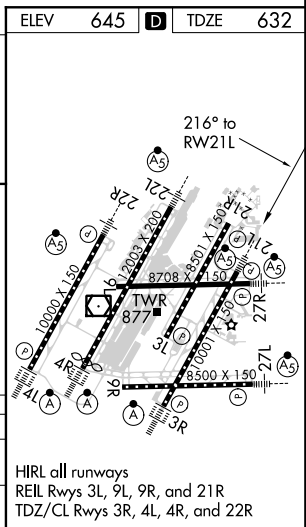 ELEV 645 D TDZE 632
216° to
RW21L
A5
22L
22R
21R
A5
P
8501 X 150
P
21L
P
A5
A5
12003 X 200
9L
8708 X 150
27R
10000 X 150
TWR
877
P
3L
10001 X 150
P
P
4R
9R
8500 X 150
27L
P
4L
A
A
A
3R
HIRL all runways
REIL Rwys 3L, 9L, 9R, and 21R
TDZ/CL Rwys 3R, 4L, 4R, and 22R